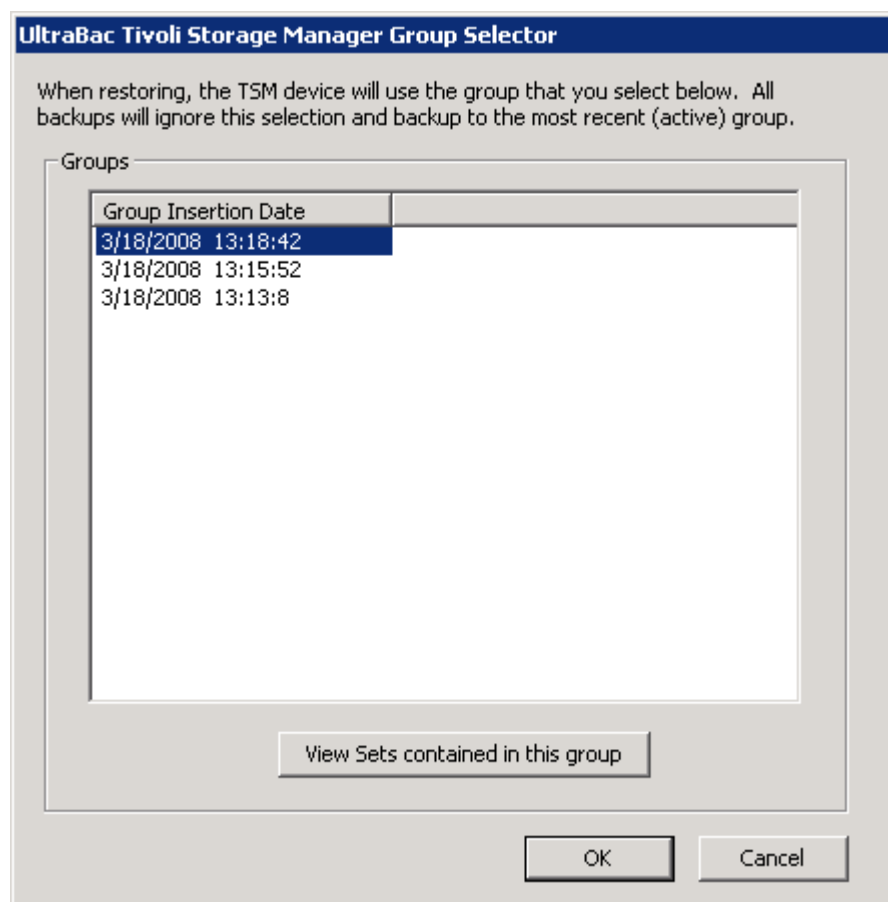 UltraBac Tivoli Storage Manager Group Selector
When restoring, the TSM device will use the group that you select below.  All
backups will ignore this selection and backup to the most recent (active) group.
Groups
Group Insertion Date
3/18/2008  13:18:42
3/18/2008  13:15:52
3/18/2008  13:13:8
View Sets contained in this group
OK
Cancel